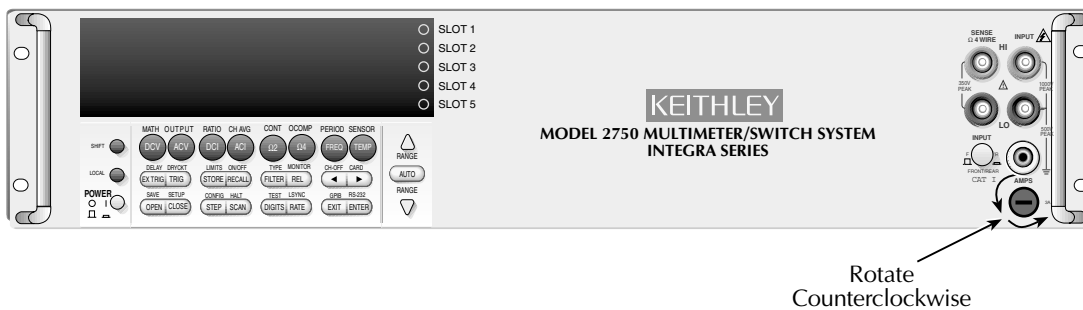 SLOT 1
SLOT 2
SLOT 3
SLOT 4
SLOT 5
SENSE
Ω 4 WIRE
INPUT
HI
350V
PEAK
1000V
PEAK
LO
500V
PEAK
INPUT
F R
FRONT/REAR
CAT I
AMPS
KEITHLEY
MODEL 2750 MULTIMETER/SWITCH SYSTEM
INTEGRA SERIES
MATH OUTPUT RATIO CH AVG CONT OCOMP PERIOD SENSOR
SHIFT DCV ACV DCI ACI Ω2 Ω4 FREQ TEMP
RANGE
DELAY DRYCKT LIMITS ON/OFF TYPE MONITOR CH-OFF CARD
LOCAL EX TRIG TRIG STORE RECALL FILTER REL
AUTO
POWER
O I
SAVE SETUP CONFIG HALT TEST LSYNC GPIB RS-232
RANGE
OPEN CLOSE STEP SCAN DIGITS RATE EXIT ENTER
Rotate
Counterclockwise